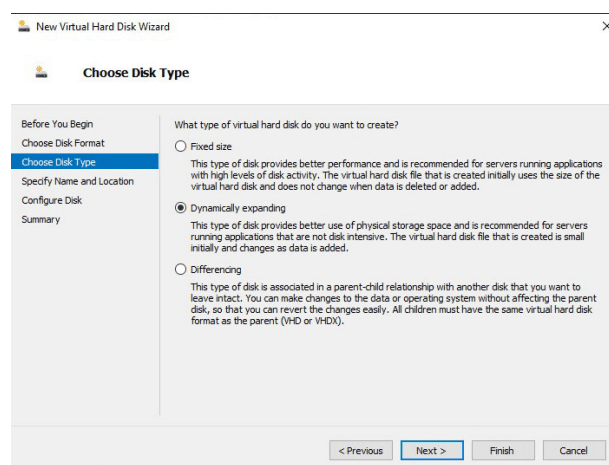 New Virtual Hard Disk Wizard
Choose Disk Type
Before You Begin
Choose Disk Format
Choose Disk Type
Specify Name and Location
Configure Disk
Summary
What type of virtual hard disk do you want to create?
Fixed size
This type of disk provides better performance and is recommended for servers running applications
with high levels of disk activity. The virtual hard disk file that is created initially uses the size of the
virtual hard disk and does not change when data is deleted or added.
Dynamically expanding
This type of disk provides better use of physical storage space and is recommended for servers
running applications that are not disk intensive. The virtual hard disk file that is created is small
initially and changes as data is added.
Differencing
This type of disk is associated in a parent-child relationship with another disk that you want to
leave intact. You can make changes to the data or operating system without affecting the parent
disk, so that you can revert the changes easily. All children must have the same virtual hard disk
format as the parent (VHD or VHDX).
< Previous Next > Finish Cancel